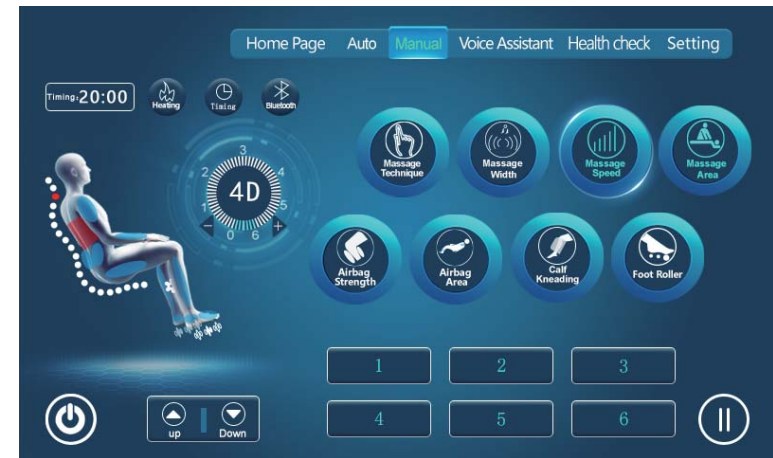 Home Page Auto Manual Voice Assistant Health check Setting
Timing:20:00
Heating
Timing
Bluetooth
3
2 4
4D
1 5
- 0 6 +
Massage
Technique
Massage
Width
Massage
Speed
Massage
Area
Airbag
Strength
Airbag
Area
Calf
Kneading
Foot Roller
1 2 3
4 5 6
up Down